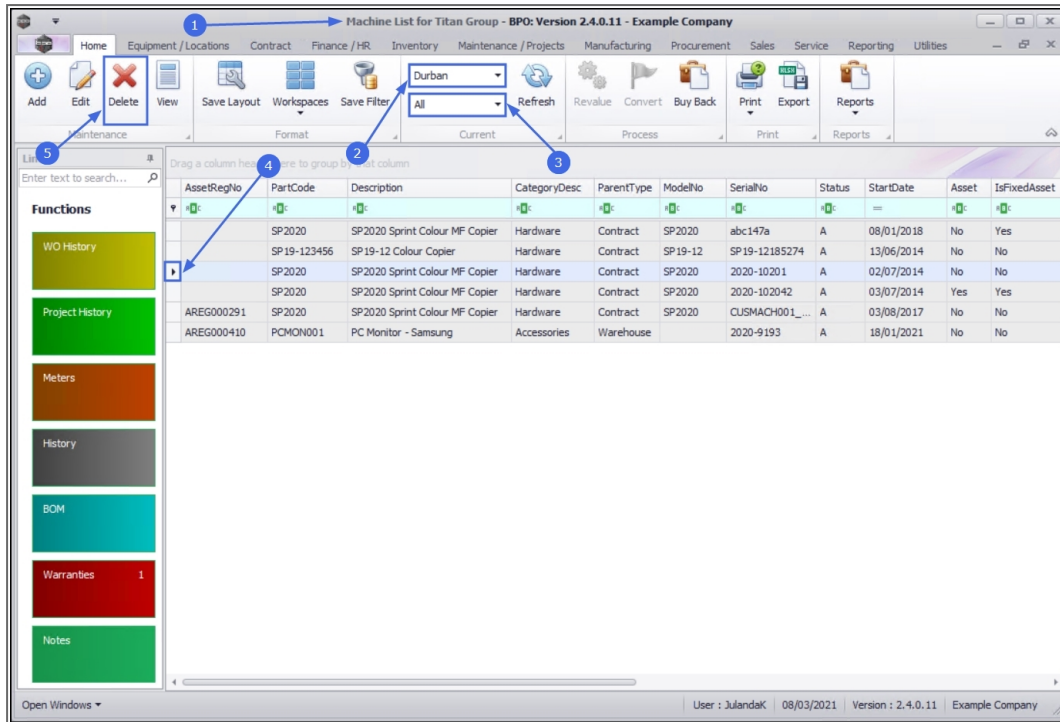 1
Machine List for Titan Group - BPO: Version 2.4.0.11 - Example Company
Home Equipment / Locations Contract Finance / HR Inventory Maintenance / Projects Manufacturing Procurement Sales Service Reporting Utilities
Add Edit Delete View Save Layout Workspaces Save Filter
Durban
All
Refresh Revalue Convert Buy Back Print Export Reports
Maintenance Format Current Process Print Reports
5 2 4 3
Drag a column here to group by that column
Enter text to search...
AssetRegNo PartCode Description CategoryDesc ParentType ModelNo SerialNo Status StartDate Asset IsFixedAsset
SP2020 SP2020 Sprint Colour MF Copier Hardware Contract SP2020 abc147a A 08/01/2018 No Yes
SP19-123456 SP19-12 Colour Copier Hardware Contract SP19-12 SP19-12185274 A 13/06/2014 No No
SP2020 SP2020 Sprint Colour MF Copier Hardware Contract SP2020 2020-10201 A 02/07/2014 No No
SP2020 SP2020 Sprint Colour MF Copier Hardware Contract SP2020 2020-102042 A 03/07/2014 Yes Yes
AREG000291 SP2020 SP2020 Sprint Colour MF Copier Hardware Contract SP2020 CUSMACH001_... A 03/08/2017 No No
AREG000410 PCMON001 PC Monitor - Samsung Accessories Warehouse 2020-9193 A 18/01/2021 No No
Functions
WO History
Project History
Meters
History
BOM
Warranties 1
Notes
Open Windows
User : JulandaK 08/03/2021 Version : 2.4.0.11 Example Company